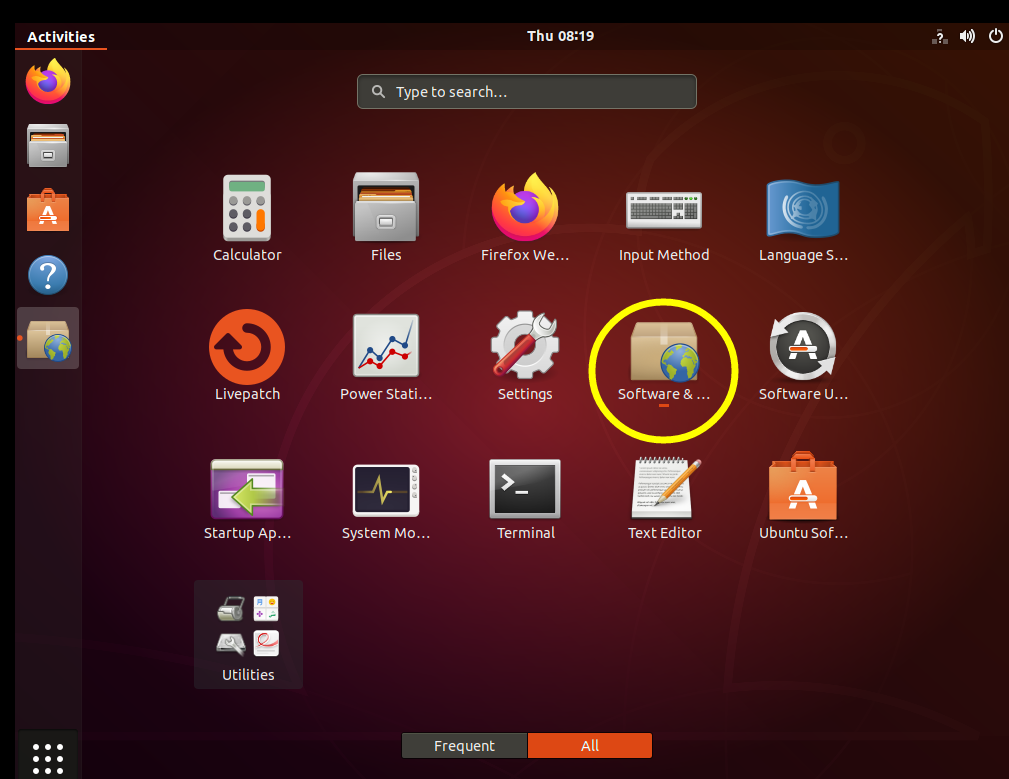 Activities
Thu 08:19
Type to search...
Calculator
Files
Firefox We...
Input Method
Language S...
Livepatch
Power Stati...
Settings
Software & ...
Software U...
Startup Ap...
System Mo...
Terminal
Text Editor
Ubuntu Sof...
Utilities
Frequent
All